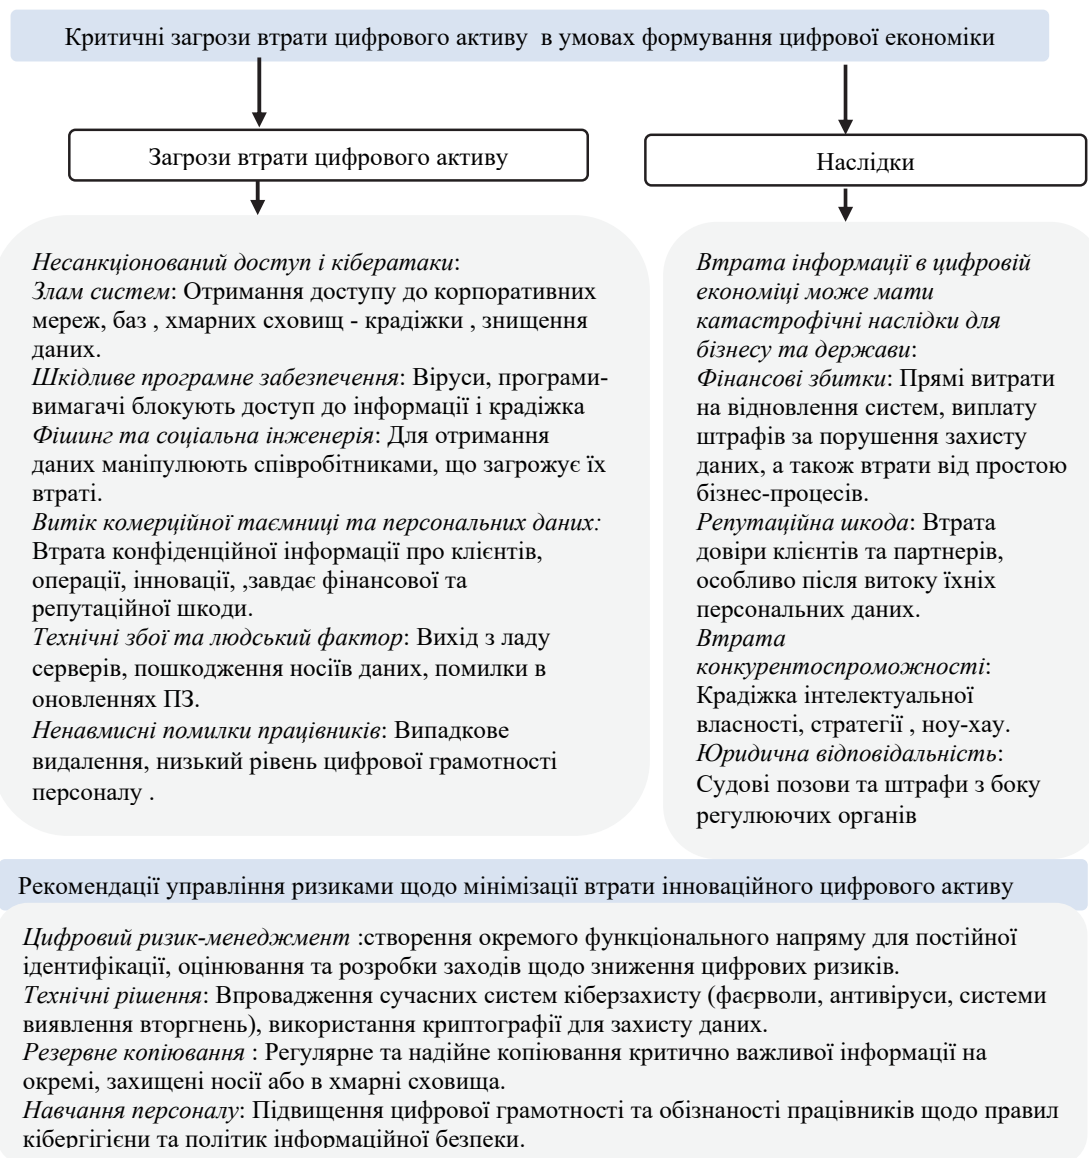 Критичні загрози втрати цифрового активу в умовах формування цифрової економіки
Загрози втрати цифрового активу
Несанкціонований доступ і кібератаки:
Злам систем: Отримання доступу до корпоративних
мереж, баз , хмарних сховищ - крадіжки , знищення
даних.
Шкідливе програмне забезпечення: Віруси, програми-
вимагачі блокують доступ до інформації і крадіжка
Фішинг та соціальна інженерія: Для отримання
даних маніпулюють співробітниками, що загрожує їх
втраті.
Витік комерційної таємниці та персональних даних:
Втрата конфіденційної інформації про клієнтів,
операції, інновації, ,завдає фінансової та
репутаційної шкоди.
Технічні збої та людський фактор: Вихід з ладу
серверів, пошкодження носіїв даних, помилки в
оновленнях ПЗ.
Ненавмисні помилки працівників: Випадкове
видалення, низький рівень цифрової грамотності
персоналу .
Наслідки
Втрата інформації в цифровій
економіці може мати
катастрофічні наслідки для
бізнесу та держави:
Фінансові збитки: Прямі витрати
на відновлення систем, виплату
штрафів за порушення захисту
даних, а також втрати від простою
бізнес-процесів.
Репутаційна шкода: Втрата
довіри клієнтів та партнерів,
особливо після витоку їхніх
персональних даних.
Втрата
конкурентоспроможності:
Крадіжка інтелектуальної
власності, стратегії , ноу-хау.
Юридична відповідальність:
Судові позови та штрафи з боку
регулюючих органів
Рекомендації управління ризиками щодо мінімізації втрати інноваційного цифрового активу
Цифровий ризик-менеджмент :створення окремого функціонального напряму для постійної
ідентифікації, оцінювання та розробки заходів щодо зниження цифрових ризиків.
Технічні рішення: Впровадження сучасних систем кіберзахисту (фаєрволи, антивіруси, системи
виявлення вторгнень), використання криптографії для захисту даних.
Резервне копіювання : Регулярне та надійне копіювання критично важливої інформації на
окремі, захищені носії або в хмарні сховища.
Навчання персоналу: Підвищення цифрової грамотності та обізнаності працівників щодо правил
кібергігієни та політик інформаційної безпеки.